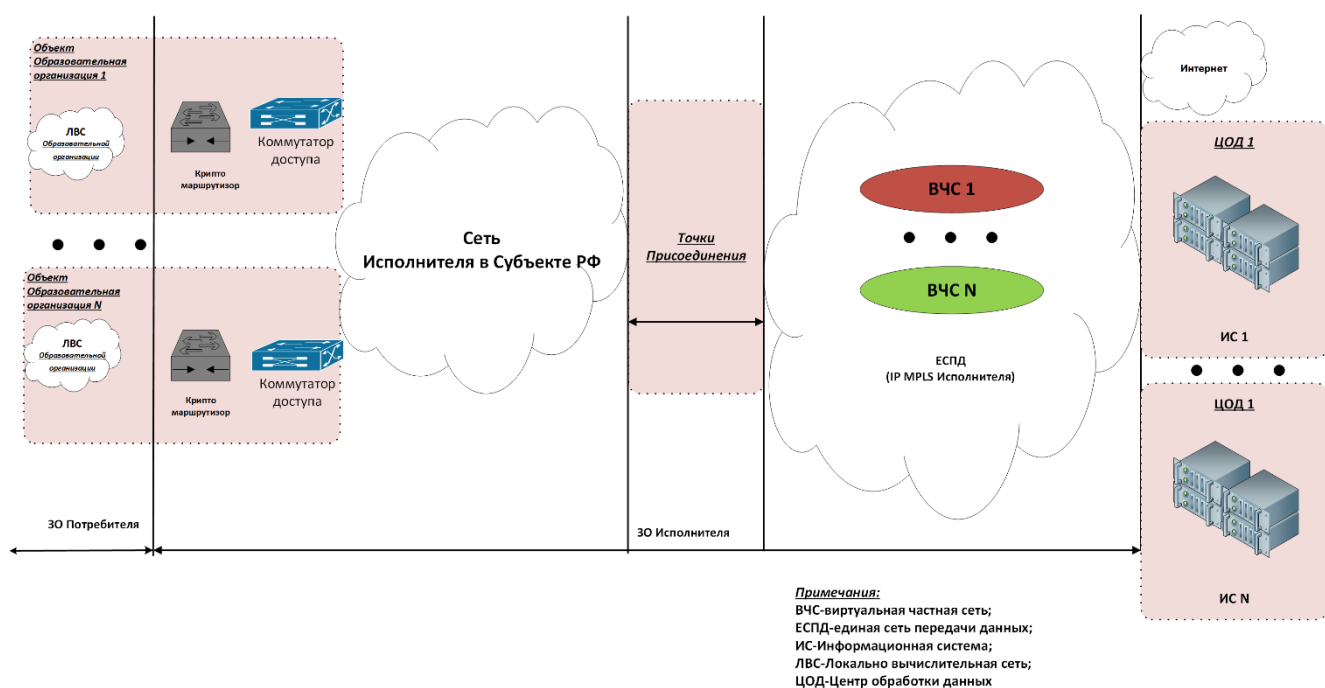 Объект
Образовательная
организация 1
ЛВС
Образовательной
организации
Крипто
маршрутизор
Коммутатор
доступа
Объект
Образовательная
организация N
ЛВС
Образовательной
организации
Крипто
маршрутизор
Коммутатор
доступа
Сеть
Исполнителя в Субъекте РФ
Точки
Присоединения
ВЧС 1
ВЧС N
ЕСПД
(IP MPLS Исполнителя)
Интернет
ЦОД 1
ИС 1
ЦОД 1
ИС N
ЗО Потребителя
ЗО Исполнителя
Примечания:
ВЧС-виртуальная частная сеть;
ЕСПД-единая сеть передачи данных;
ИС-Информационная система;
ЛВС-Локально вычислительная сеть;
ЦОД-Центр обработки данных